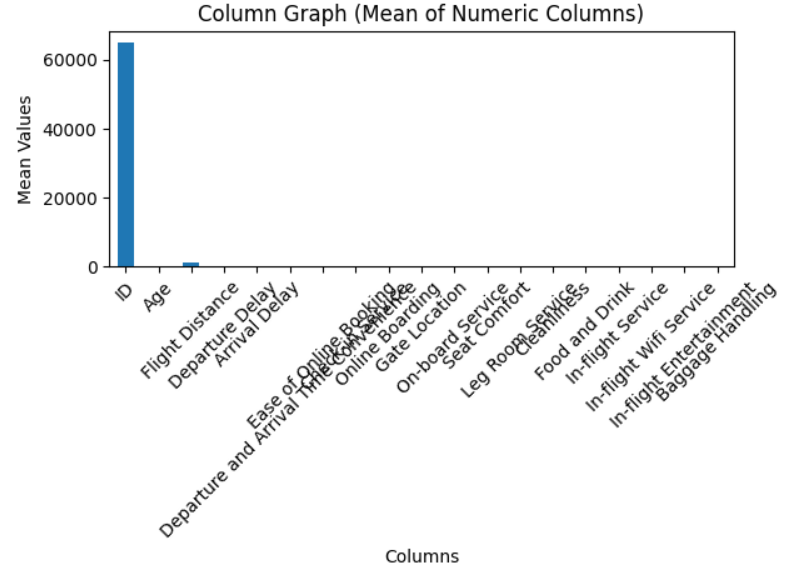 Column Graph (Mean of Numeric Columns)
Mean Values
60000
40000
20000
0
ID
Age
Flight Distance
Departure Delay
Arrival Delay
Departure and Arrival Time Convenience
Ease of Online Booking
Check-in Service
Online Boarding
Gate Location
On-board Service
Seat Comfort
Leg Room Service
Cleanliness
Food and Drink
In-flight Service
In-flight Wifi Service
In-flight Entertainment
Baggage Handling
Columns